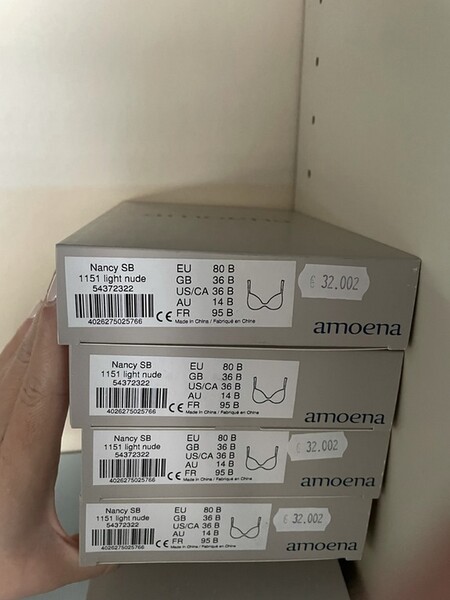 Nancy SB
1151 light nude
54372322
4026275025766
EU 80 B
GB 36 B
US/CA 36 B
AU 14 B
FR 95 B
CE Made in China / Fabriqué en Chine
€ 32.002
amoena
Nancy SB
1151 light nude
54372322
4026275025766
EU 80 B
GB 36 B
US/CA 36 B
AU 14 B
FR 95 B
CE Made in China / Fabriqué en Chine
amoena
Nancy SB
1151 light nude
54372322
4026275025766
EU 80 B
GB 36 B
US/CA 36 B
AU 14 B
FR 95 B
CE Made in China / Fabriqué en Chine
€ 32.002
amoena
Nancy SB
1151 light nude
54372322
4026275025766
EU 80 B
GB 36 B
US/CA 36 B
AU 14 B
FR 95 B
CE Made in China / Fabriqué en Chine
€ 32.002
amoena